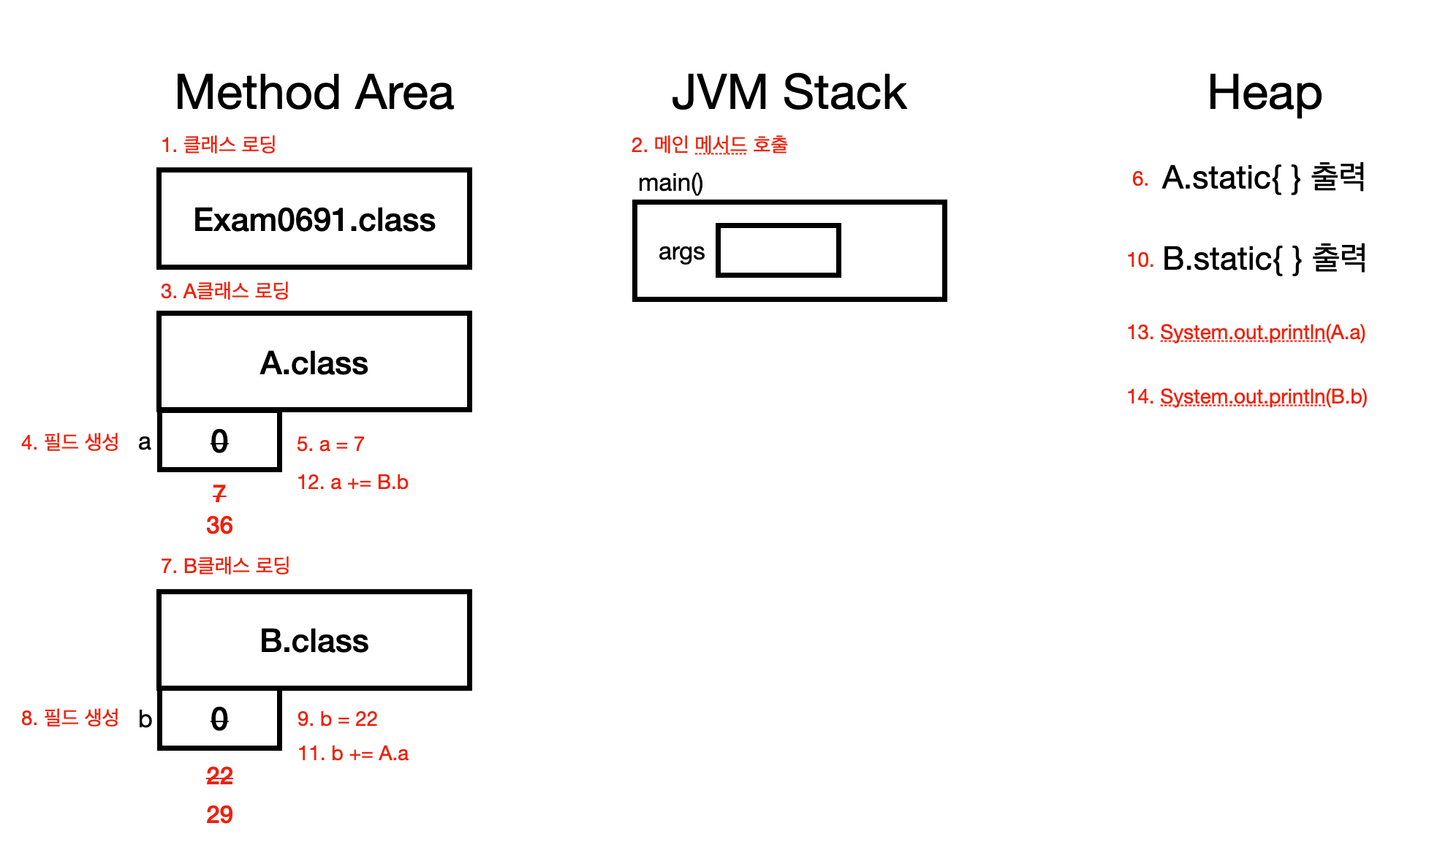 Method Area
1. 클래스 로딩
Exam0691.class
3. A클래스 로딩
A.class
4. 필드 생성 a 0 5. a = 7
12. a += B.b
7
36
7. B클래스 로딩
B.class
8. 필드 생성 b 0 9. b = 22
11. b += A.a
22
29
JVM Stack
2. 메인 메서드 호출
main()
args
Heap
6. A.static{ } 출력
10. B.static{ } 출력
13. System.out.println(A.a)
14. System.out.println(B.b)